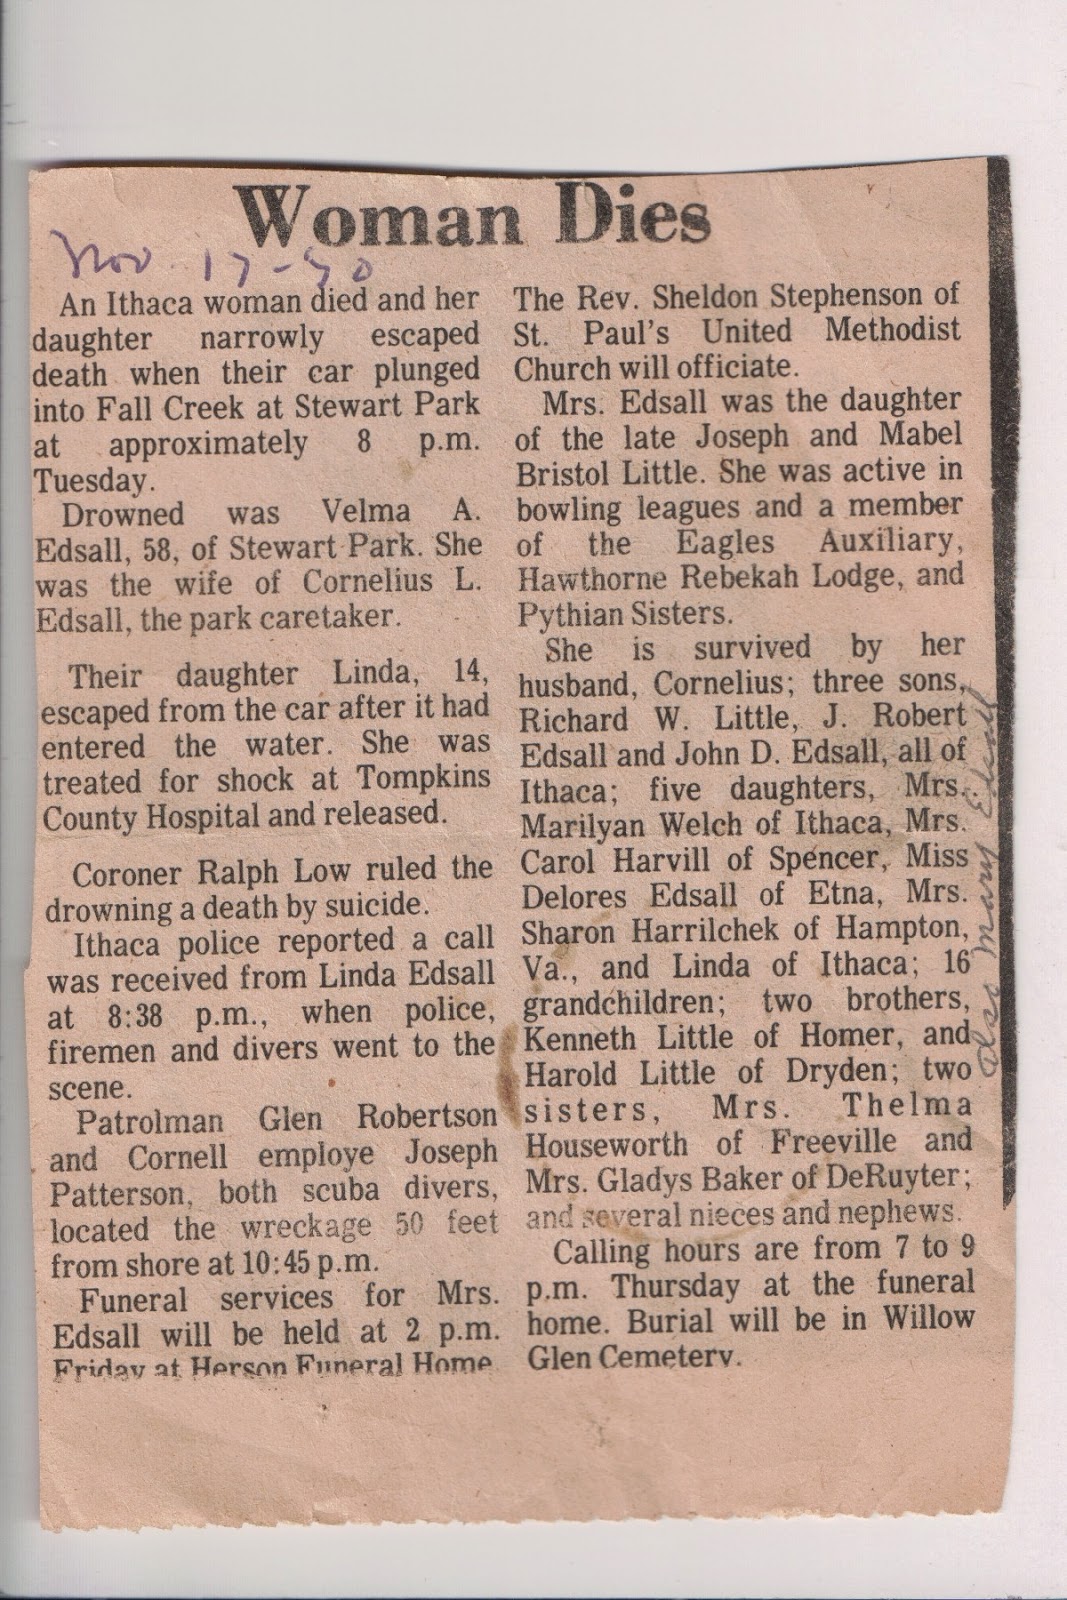 Woman Dies
Nov. 17-70
An Ithaca woman died and her
daughter narrowly escaped
death when their car plunged
into Fall Creek at Stewart Park
at approximately 8 p.m.
Tuesday.
Drowned was Velma A.
Edsall, 58, of Stewart Park. She
was the wife of Cornelius L.
Edsall, the park caretaker.
Their daughter Linda, 14,
escaped from the car after it had
entered the water. She was
treated for shock at Tompkins
County Hospital and released.
Coroner Ralph Low ruled the
drowning a death by suicide.
Ithaca police reported a call
was received from Linda Edsall
at 8:38 p.m., when police,
firemen and divers went to the
scene.
Patrolman Glen Robertson
and Cornell employe Joseph
Patterson, both scuba divers,
located the wreckage 50 feet
from shore at 10:45 p.m.
Funeral services for Mrs.
Edsall will be held at 2 p.m.
Friday at Herson Funeral Home
The Rev. Sheldon Stephenson of
St. Paul's United Methodist
Church will officiate.
Mrs. Edsall was the daughter
of the late Joseph and Mabel
Bristol Little. She was active in
bowling leagues and a member
of the Eagles Auxiliary,
Hawthorne Rebekah Lodge, and
Pythian Sisters.
She is survived by her
husband, Cornelius; three sons,
Richard W. Little, J. Robert
Edsall and John D. Edsall, all of
Ithaca; five daughters, Mrs.
Marilyan Welch of Ithaca, Mrs.
Carol Harvill of Spencer, Miss
Delores Edsall of Etna, Mrs.
Sharon Harrilchek of Hampton,
Va., and Linda of Ithaca; 16
grandchildren; two brothers,
Kenneth Little of Homer, and
Harold Little of Dryden; two
sisters, Mrs. Thelma
Houseworth of Freeville and
Mrs. Gladys Baker of DeRuyter;
and several nieces and nephews.
Calling hours are from 7 to 9
p.m. Thursday at the funeral
home. Burial will be in Willow
Glen Cemetery.
also Mary Edsall